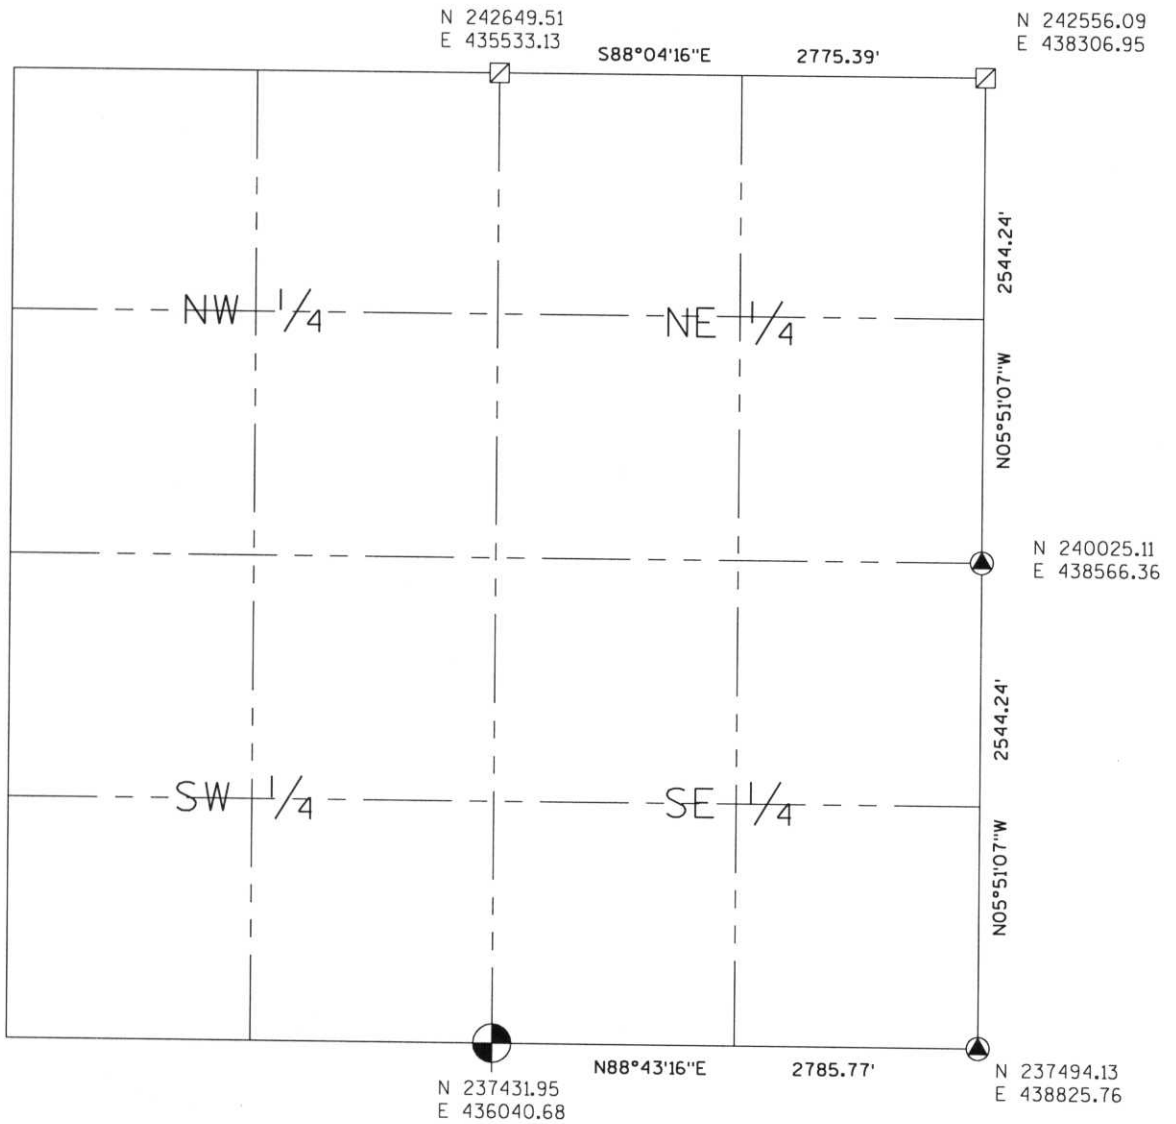 N 242649.51
E 435533.13
N 242556.09
E 438306.95
S88°04'16"E 2775.39'
NW 1/4
NE 1/4
2544.24'
N05°51'07"W
N 240025.11
E 438566.36
SW 1/4
SE 1/4
2544.24'
N05°51'07"W
N88°43'16"E 2785.77'
N 237431.95
E 436040.68
N 237494.13
E 438825.76